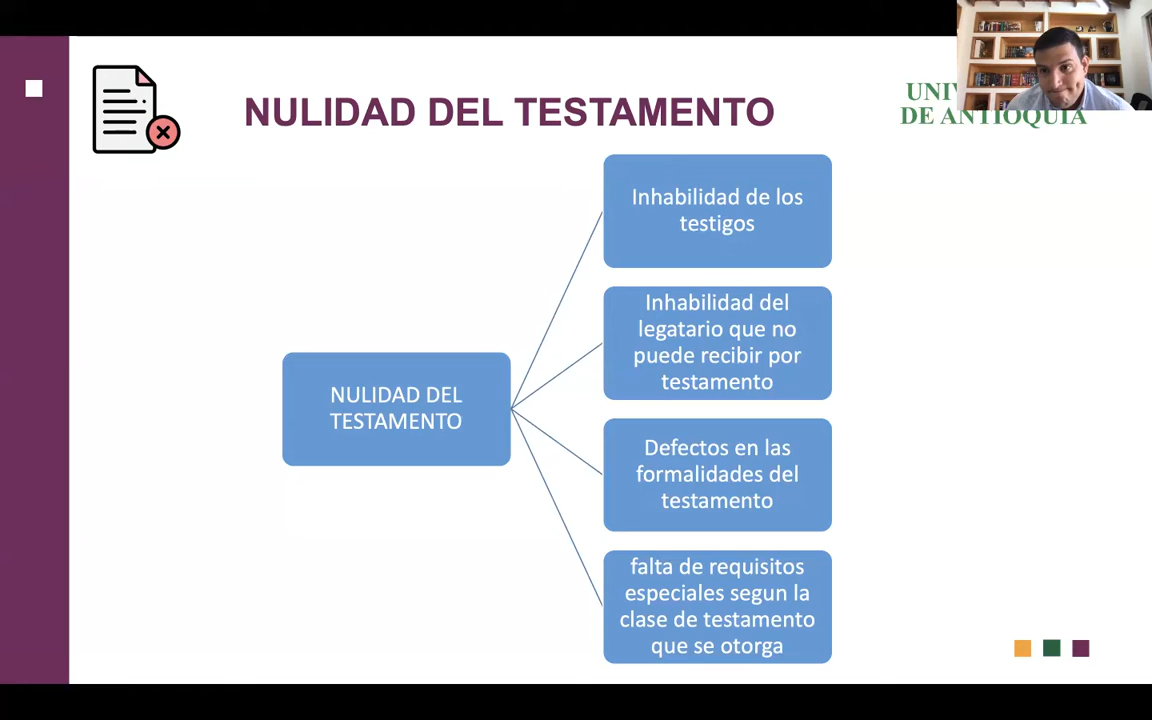 NULIDAD DEL TESTAMENTO
DE ANTIOQUIA
Inhabilidad de los
testigos
Inhabilidad del
legatario que no
puede recibir por
testamento
NULIDAD DEL
TESTAMENTO
Defectos en las
formalidades del
testamento
falta de requisitos
especiales segun la
clase de testamento
que se otorga